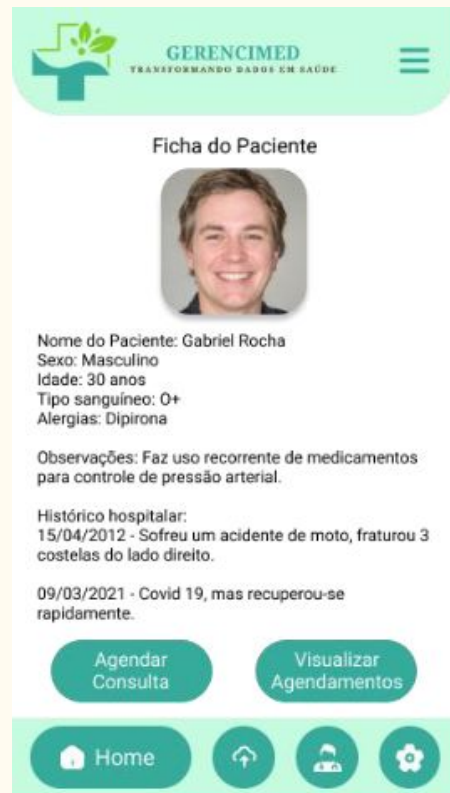 GERENCIMED
TRANSFORMANDO DADOS EM SAÚDE
Ficha do Paciente
Nome do Paciente: Gabriel Rocha
Sexo: Masculino
Idade: 30 anos
Tipo sanguíneo: O+
Alergias: Dipirona
Observações: Faz uso recorrente de medicamentos
para controle de pressão arterial.
Histórico hospitalar:
15/04/2012 - Sofreu um acidente de moto, fraturou 3
costelas do lado direito.
09/03/2021 - Covid 19, mas recuperou-se
rapidamente.
Agendar
Consulta
Visualizar
Agendamentos
Home